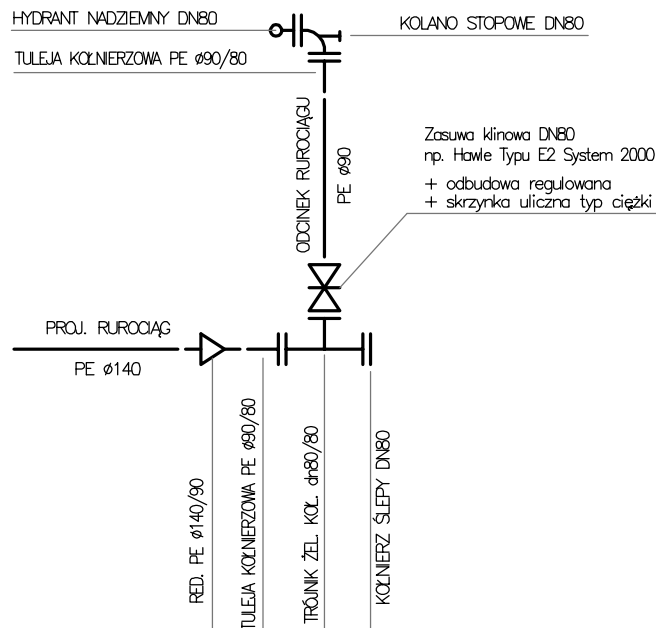 HYDRANT NADZIEMNY DN80
KOLANO STOPOWE DN80
TULEJA KOŁNIERZOWA PE ø90/80
ODCINEK RUROCIĄGU
PE ø90
Zasuwa klinowa DN80
np. Hawle Typu E2 System 2000
+ odbudowa regulowana
+ skrzynka uliczna typ ciężki
PROJ. RUROCIĄG
PE ø140
RED. PE ø140/90
TULEJA KOŁNIERZOWA PE ø90/80
TRÓJNIK ŻEL. KOŁ. dn80/80
KOŁNIERZ ŚLEPY DN80